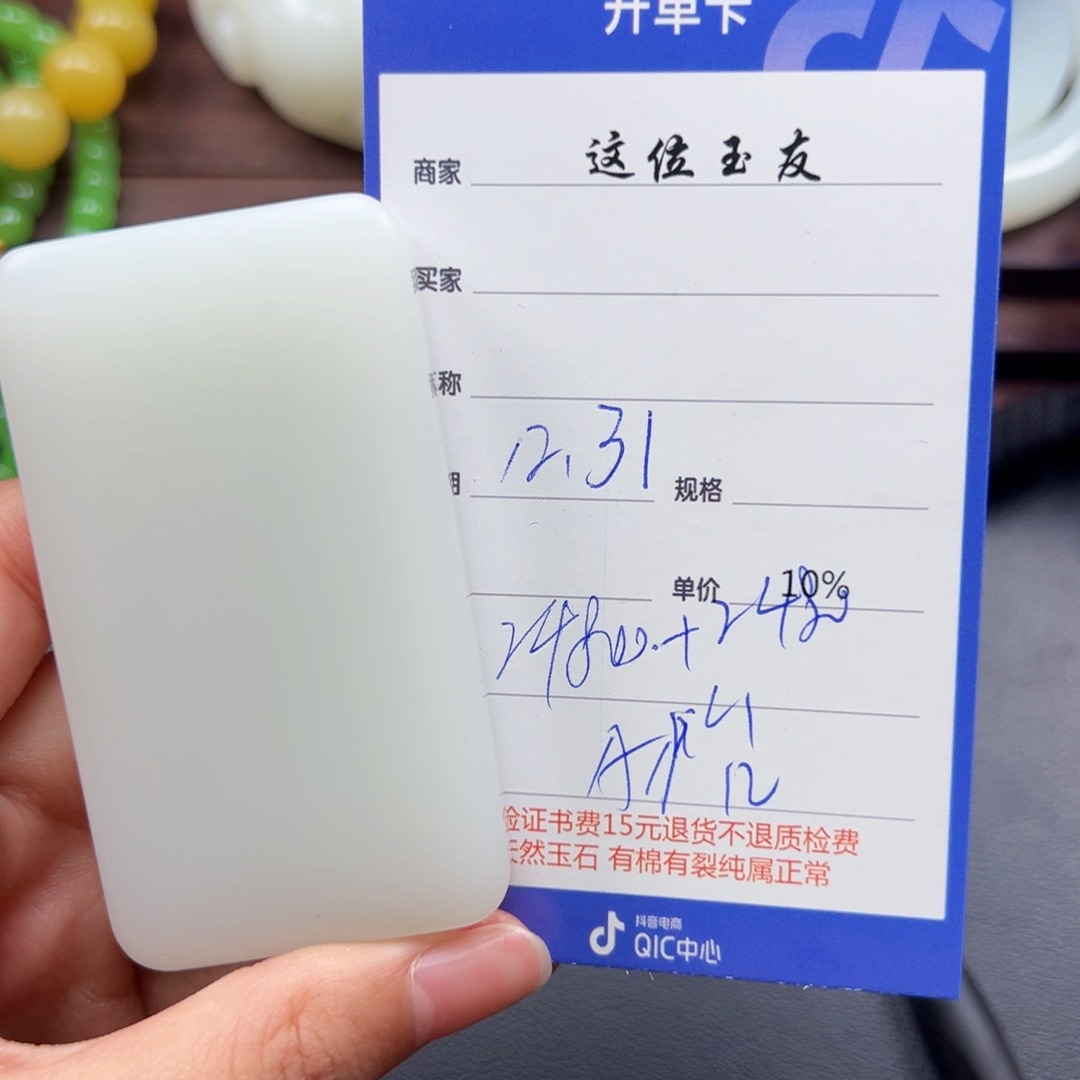 开单卡
商家 这位玉友
买家
称
12.31 规格
单价 10%
24800.+2480
验证书费15元退货不退质检费
天然玉石 有棉有裂纯属正常
抖音电商
QIC中心